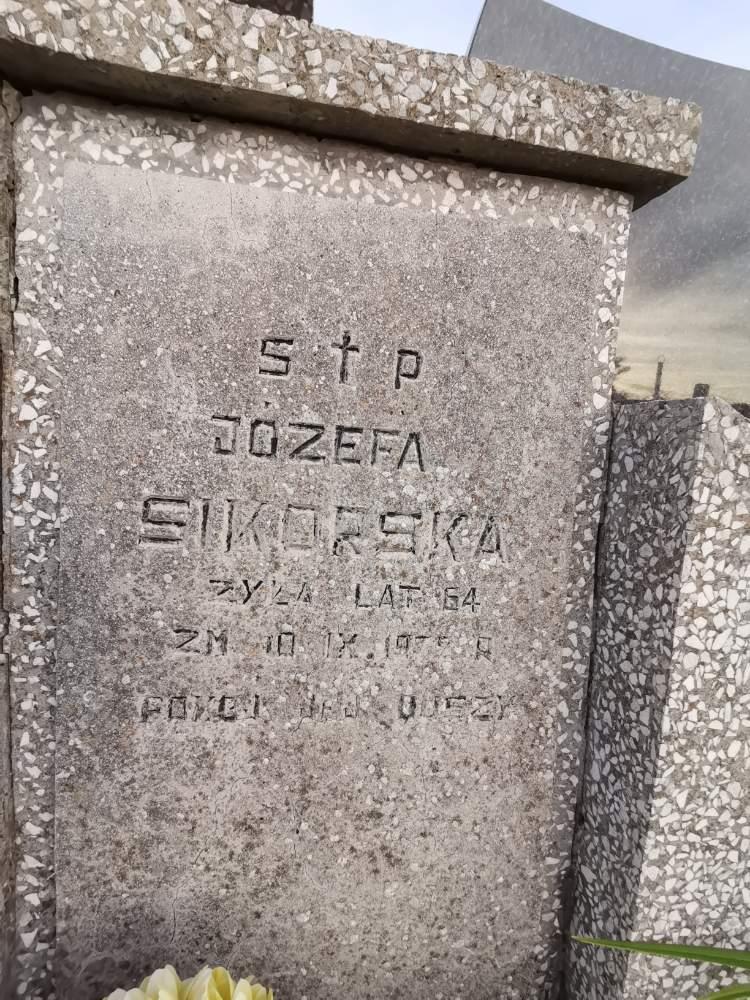 S † P
JÓZEFA
SIKORSKA
ŻYŁA LAT 64
ZM 10 IX. R
POKÓJ JEJ DUSZY